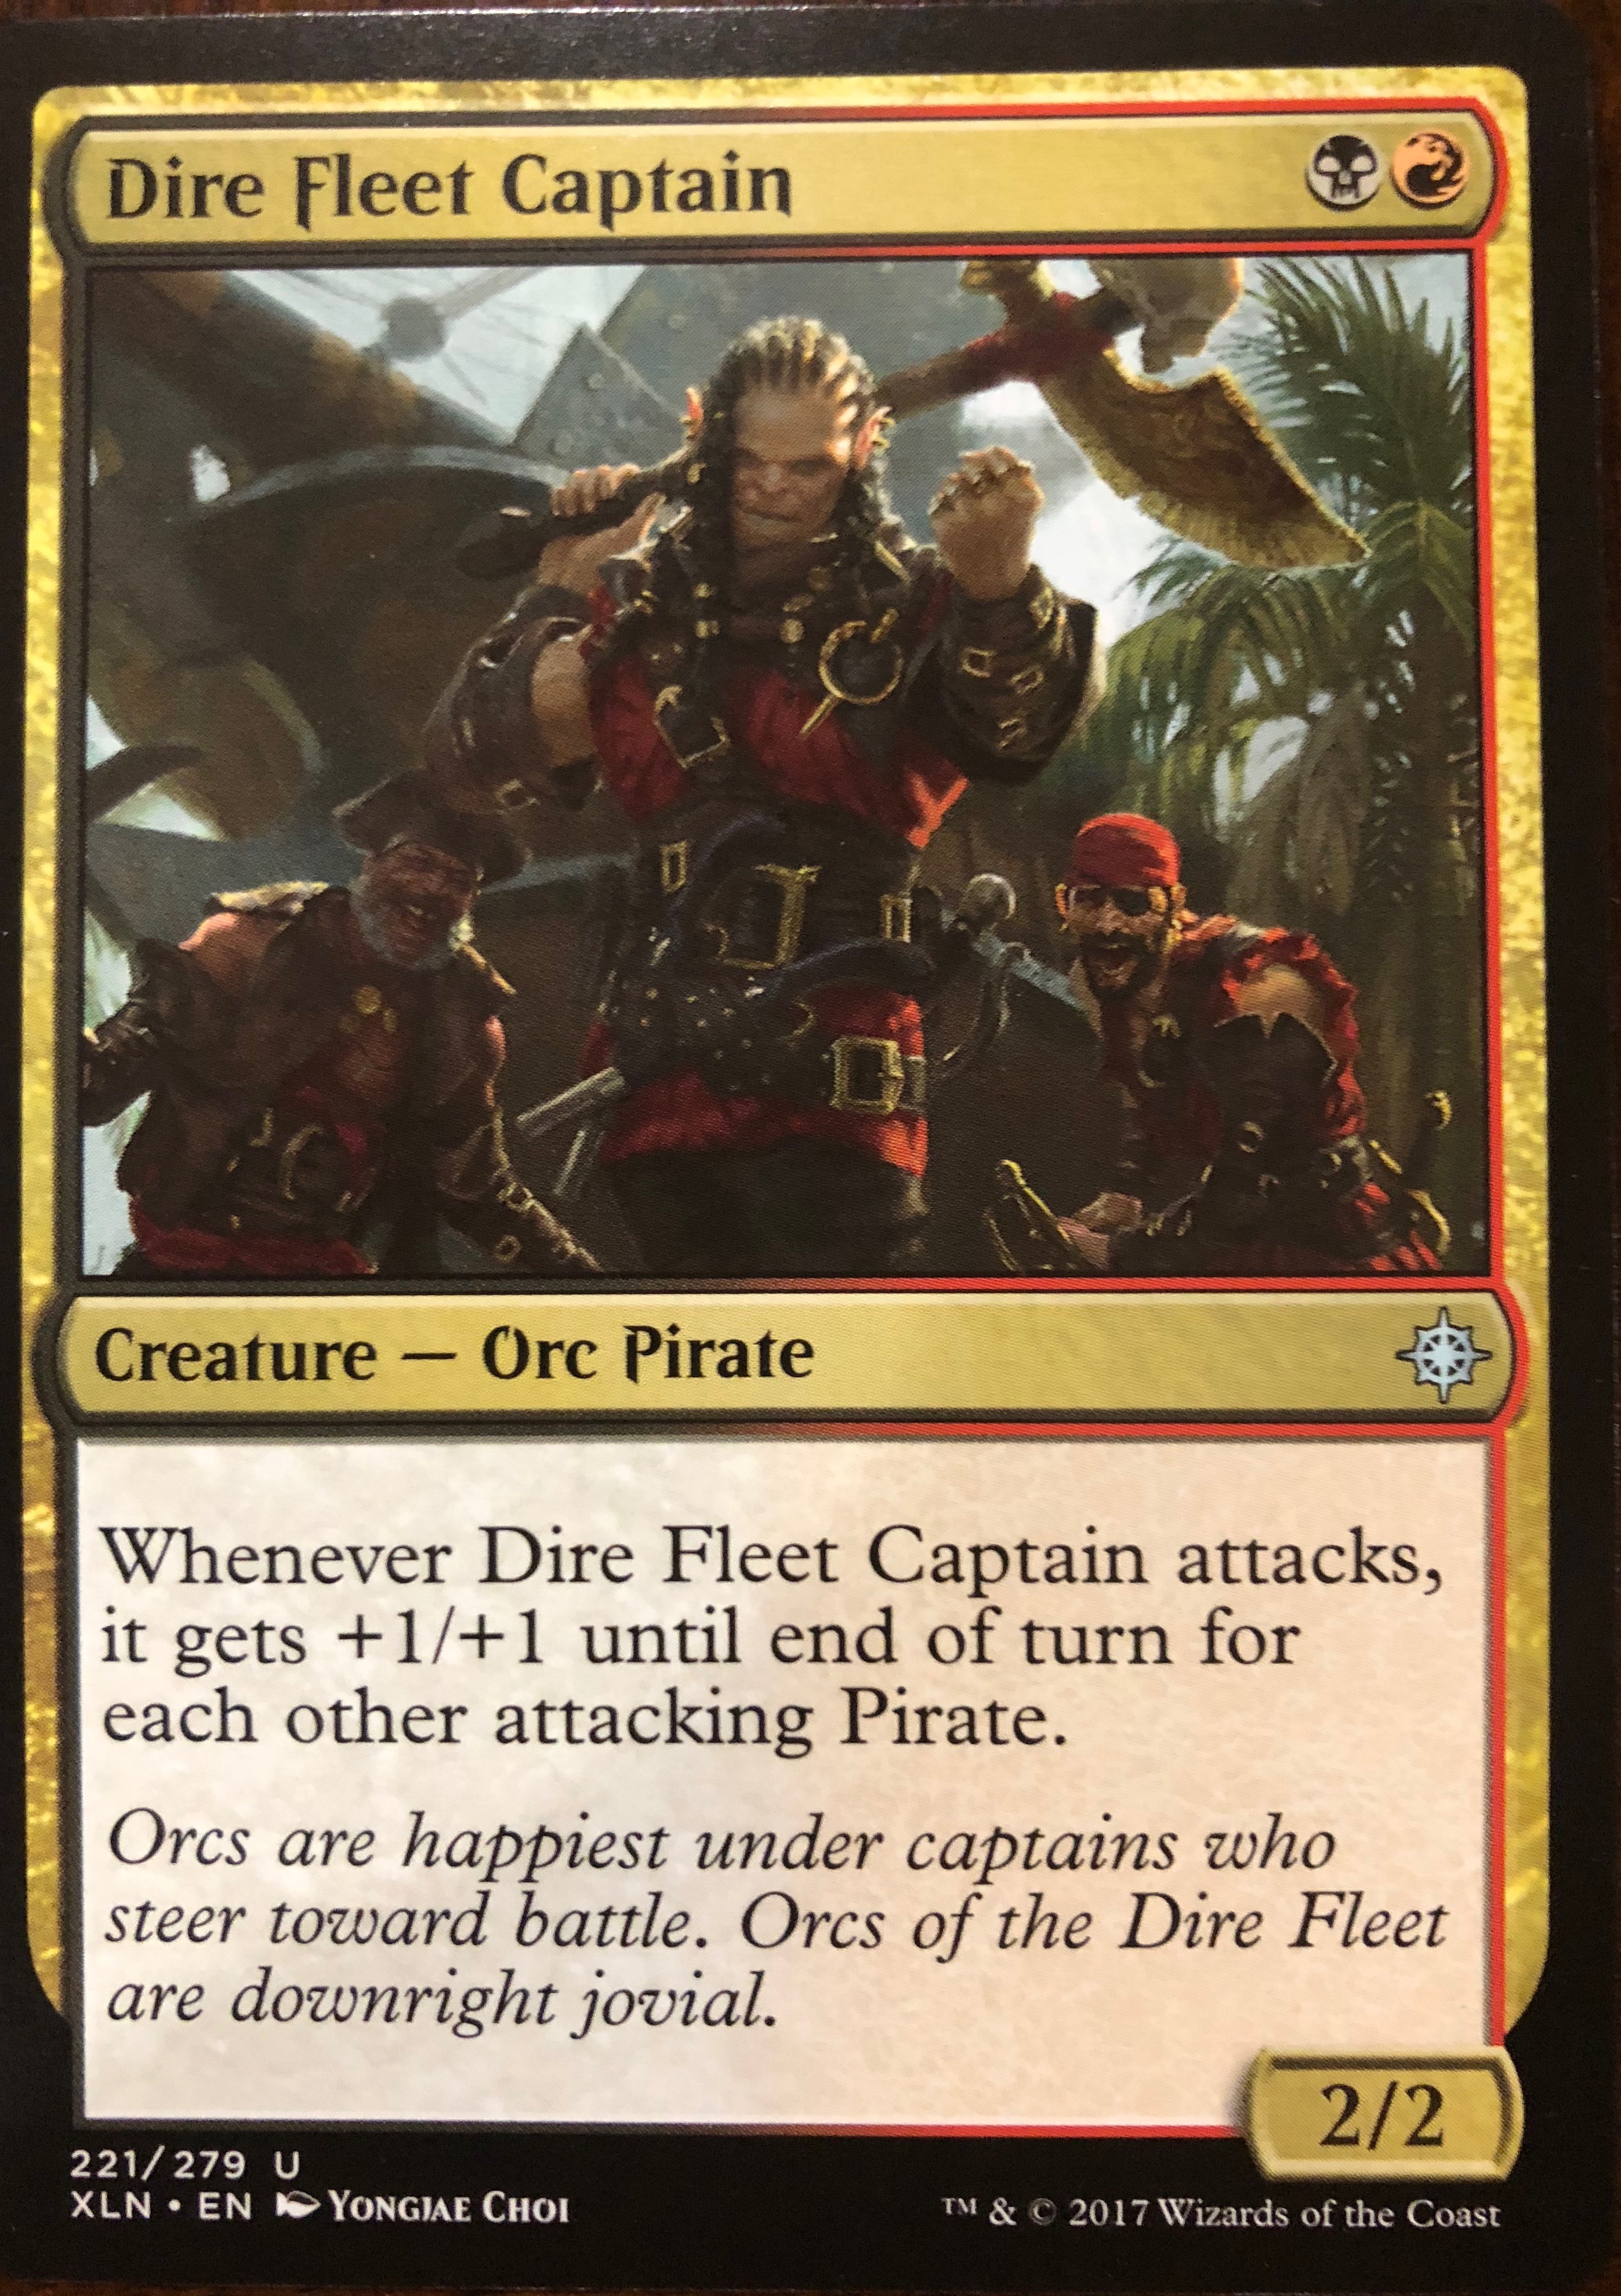 Dire Fleet Captain
Creature — Orc Pirate
Whenever Dire Fleet Captain attacks,
it gets +1/+1 until end of turn for
each other attacking Pirate.
Orcs are happiest under captains who
steer toward battle. Orcs of the Dire Fleet
are downright jovial.
2/2
221/279 U
XLN • EN Yongjae Choi
™ & © 2017 Wizards of the Coast